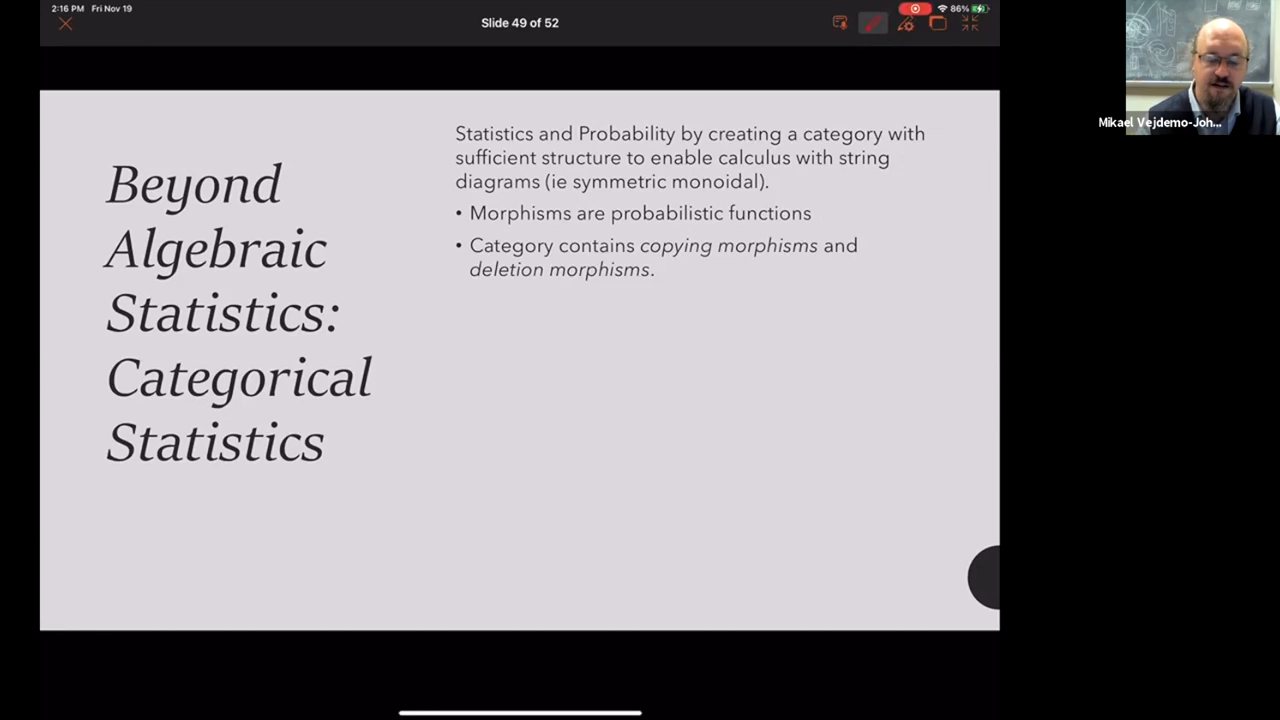 2:16 PM Fri Nov 19
86%
Slide 49 of 52
Beyond
Algebraic
Statistics:
Categorical
Statistics
Statistics and Probability by creating a category with
sufficient structure to enable calculus with string
diagrams (ie symmetric monoidal).
• Morphisms are probabilistic functions
• Category contains copying morphisms and
deletion morphisms.
Mikael Vejdemo-Joh...